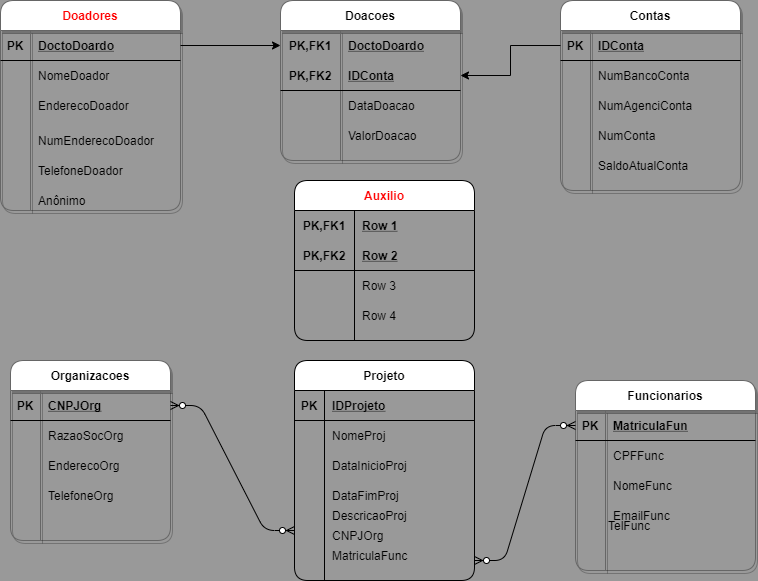 Doadores
PK DoctoDoardo
NomeDoador
EnderecoDoador
NumEnderecoDoador
TelefoneDoador
Anônimo
Doacoes
PK,FK1 DoctoDoardo
PK,FK2 IDConta
DataDoacao
ValorDoacao
Contas
PK IDConta
NumBancoConta
NumAgenciConta
NumConta
SaldoAtualConta
Auxilio
PK,FK1 Row 1
PK,FK2 Row 2
Row 3
Row 4
Organizacoes
PK CNPJOrg
RazaoSocOrg
EnderecoOrg
TelefoneOrg
Projeto
PK IDProjeto
NomeProj
DataInicioProj
DataFimProj
DescricaoProj
CNPJOrg
MatriculaFunc
Funcionarios
PK MatriculaFun
CPFFunc
NomeFunc
EmailFunc
TelFunc